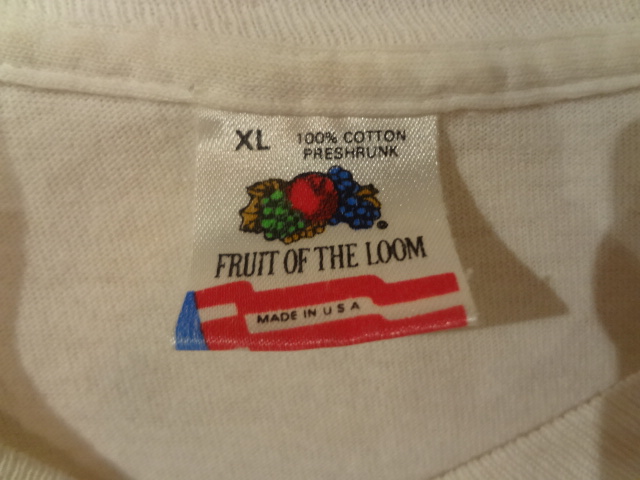 XL
100% COTTON
PRESHRUNK
FRUIT OF THE LOOM
MADE IN U S A